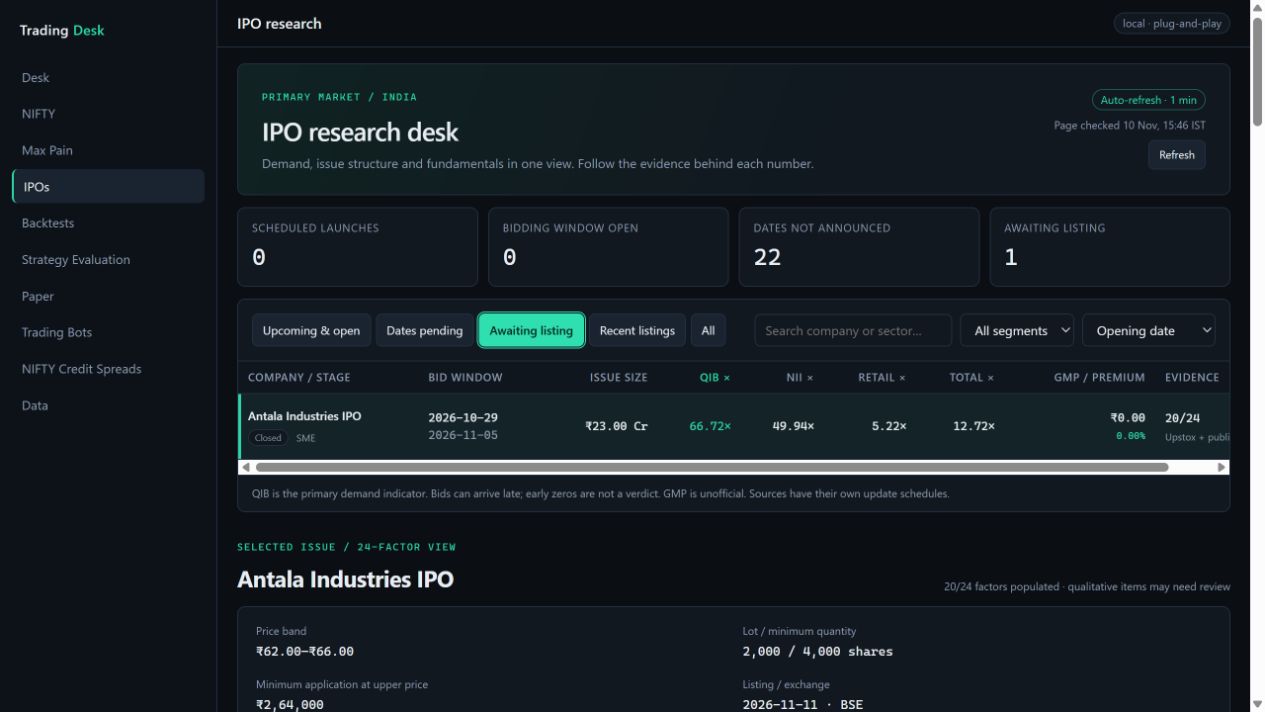 Trading Desk
Desk
NIFTY
Max Pain
IPOs
Backtests
Strategy Evaluation
Paper
Trading Bots
NIFTY Credit Spreads
Data
IPO research
local · plug-and-play
PRIMARY MARKET / INDIA
IPO research desk
Demand, issue structure and fundamentals in one view. Follow the evidence behind each number.
Auto-refresh · 1 min
Page checked 10 Nov, 15:46 IST
Refresh
SCHEDULED LAUNCHES
0
BIDDING WINDOW OPEN
0
DATES NOT ANNOUNCED
22
AWAITING LISTING
1
Upcoming & open
Dates pending
Awaiting listing
Recent listings
All
Search company or sector...
All segments
Opening date
COMPANY / STAGE BID WINDOW ISSUE SIZE QIB × NII × RETAIL × TOTAL × GMP / PREMIUM EVIDENCE
Antala Industries IPO
Closed SME
2026-10-29
2026-11-05
₹23.00 Cr
66.72×
49.94×
5.22×
12.72×
₹0.00
0.00%
20/24
Upstox + publi
QIB is the primary demand indicator. Bids can arrive late; early zeros are not a verdict. GMP is unofficial. Sources have their own update schedules.
SELECTED ISSUE / 24-FACTOR VIEW
Antala Industries IPO
20/24 factors populated · qualitative items may need review
Price band
₹62.00–₹66.00
Lot / minimum quantity
2,000 / 4,000 shares
Minimum application at upper price
₹2,64,000
Listing / exchange
2026-11-11 · BSE